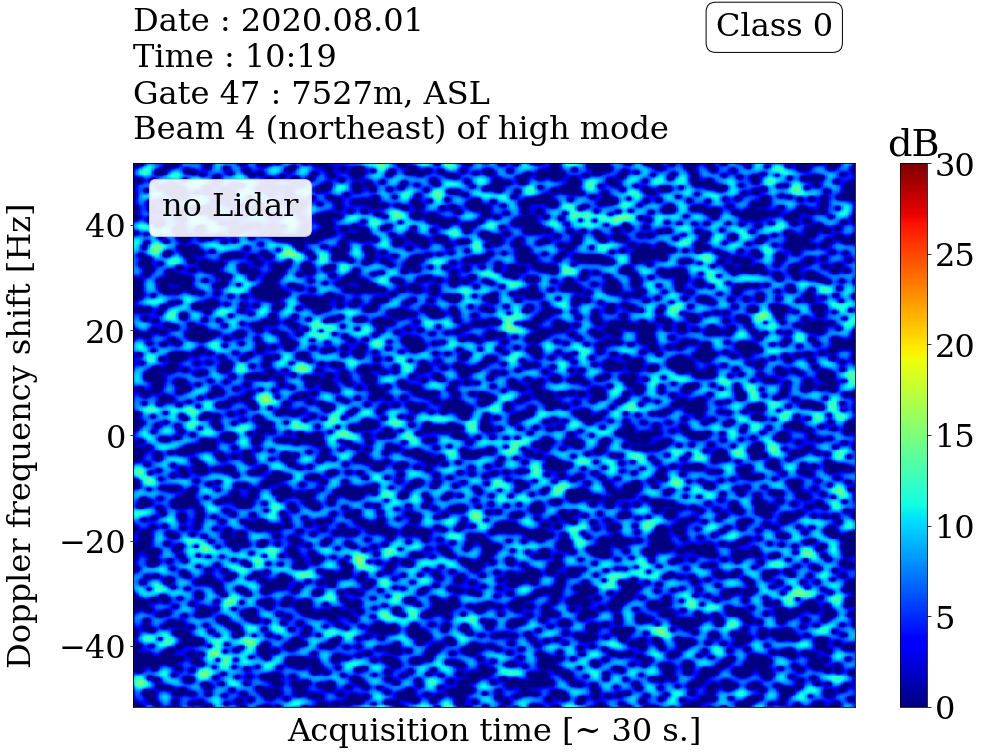 Date : 2020.08.01
Class 0
Time : 10:19
Gate 47 : 7527m, ASL
Beam 4 (northeast) of high mode
dB
no Lidar
Doppler frequency shift [Hz]
40
20
0
−20
−40
30
25
20
15
10
5
0
Acquisition time [~ 30 s.]